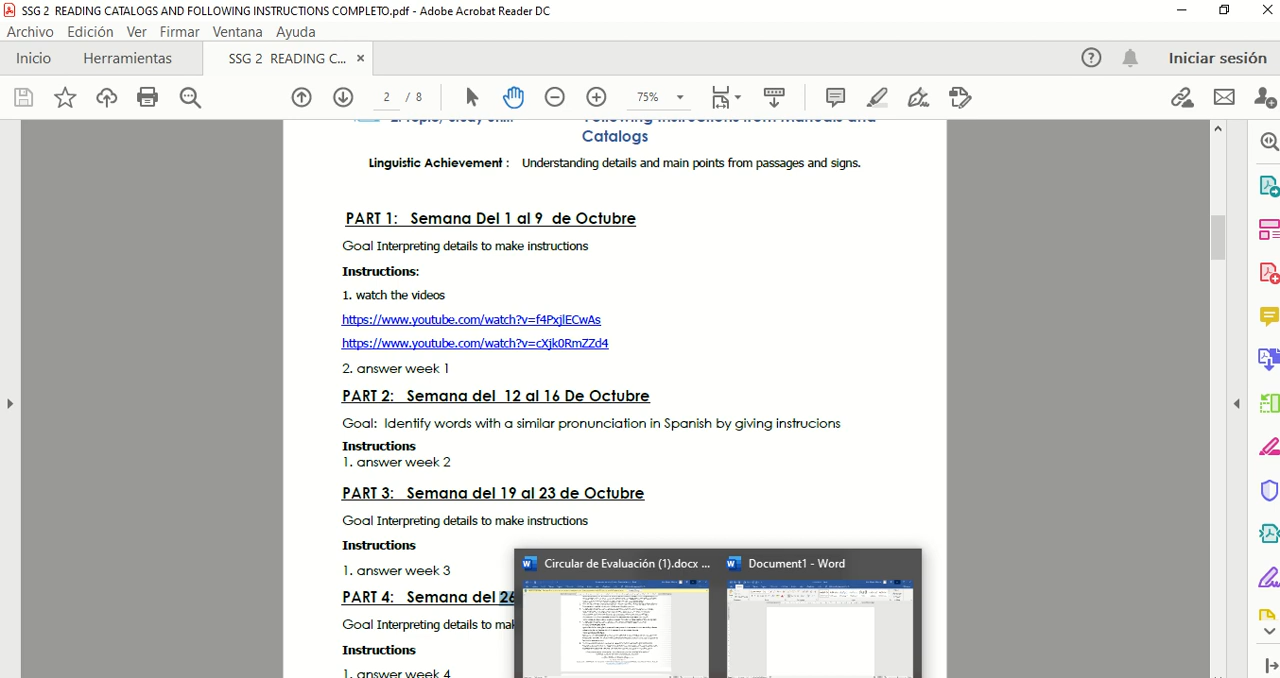 SSG 2 READING CATALOGS AND FOLLOWING INSTRUCTIONS COMPLETO.pdf - Adobe Acrobat Reader DC
Archivo Edición Ver Firmar Ventana Ayuda
Inicio Herramientas SSG 2 READING C... × Iniciar sesión
2 / 8 75%
Catalogs
Linguistic Achievement : Understanding details and main points from passages and signs.
PART 1: Semana Del 1 al 9 de Octubre
Goal Interpreting details to make instructions
Instructions:
1. watch the videos
https://www.youtube.com/watch?v=f4PxjlECwAs
https://www.youtube.com/watch?v=cXjk0RmZZd4
2. answer week 1
PART 2: Semana del 12 al 16 De Octubre
Goal: Identify words with a similar pronunciation in Spanish by giving instrucions
Instructions
1. answer week 2
PART 3: Semana del 19 al 23 de Octubre
Goal Interpreting details to make instructions
Instructions
1. answer week 3
Circular de Evaluación (1).docx ... Document1 - Word
PART 4: Semana del 26
Goal Interpreting details to mak
Instructions
1. answer week 4